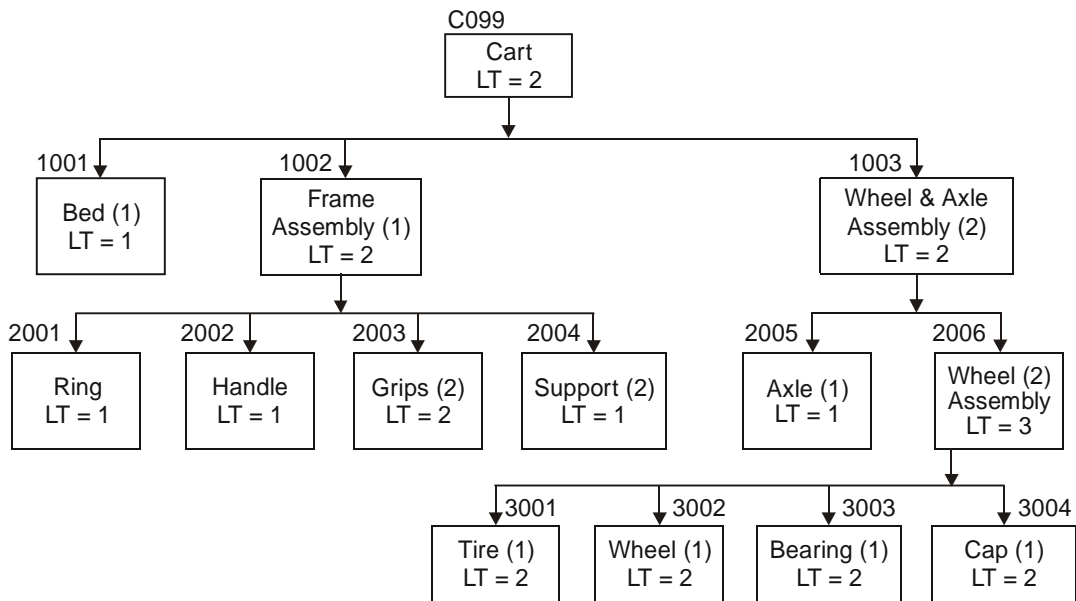 C099
Cart
LT = 2
1001
Bed (1)
LT = 1
1002
Frame
Assembly (1)
LT = 2
1003
Wheel & Axle
Assembly (2)
LT = 2
2001
Ring
LT = 1
2002
Handle
LT = 1
2003
Grips (2)
LT = 2
2004
Support (2)
LT = 1
2005
Axle (1)
LT = 1
2006
Wheel (2)
Assembly
LT = 3
3001
Tire (1)
LT = 2
3002
Wheel (1)
LT = 2
3003
Bearing (1)
LT = 2
3004
Cap (1)
LT = 2